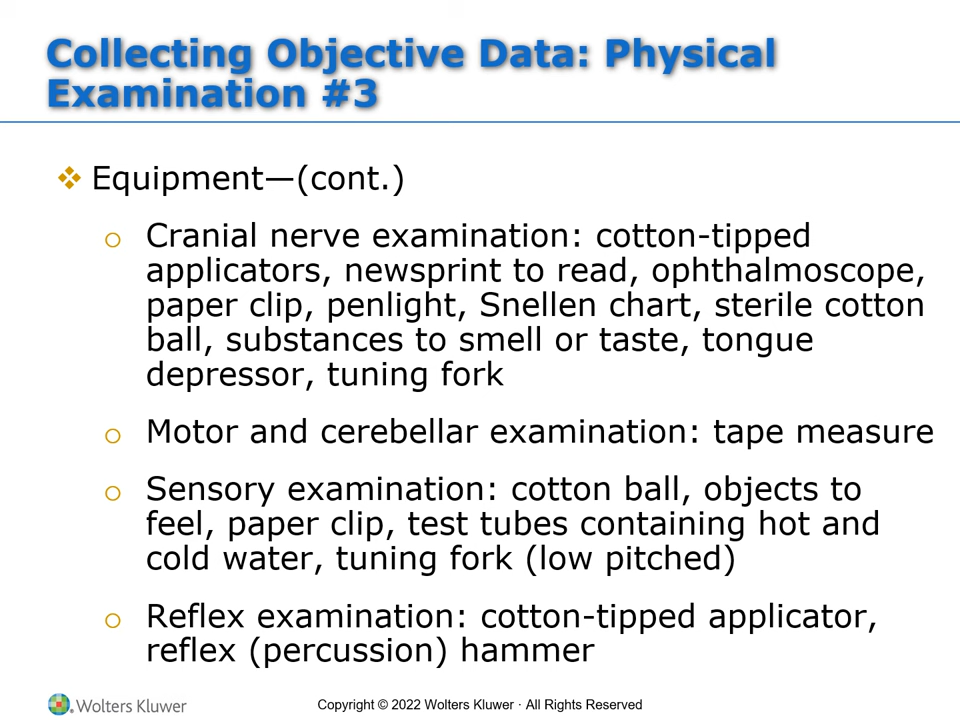 Collecting Objective Data: Physical
Examination #3
Equipment—(cont.)
Cranial nerve examination: cotton-tipped
applicators, newsprint to read, ophthalmoscope,
paper clip, penlight, Snellen chart, sterile cotton
ball, substances to smell or taste, tongue
depressor, tuning fork
Motor and cerebellar examination: tape measure
Sensory examination: cotton ball, objects to
feel, paper clip, test tubes containing hot and
cold water, tuning fork (low pitched)
Reflex examination: cotton-tipped applicator,
reflex (percussion) hammer
Wolters Kluwer
Copyright © 2022 Wolters Kluwer · All Rights Reserved